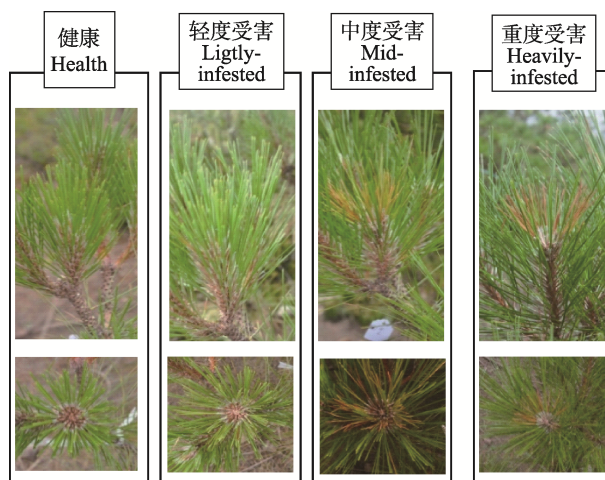 健康
Health
轻度受害
Ligtly-
infested
中度受害
Mid-
infested
重度受害
Heavily-
infested